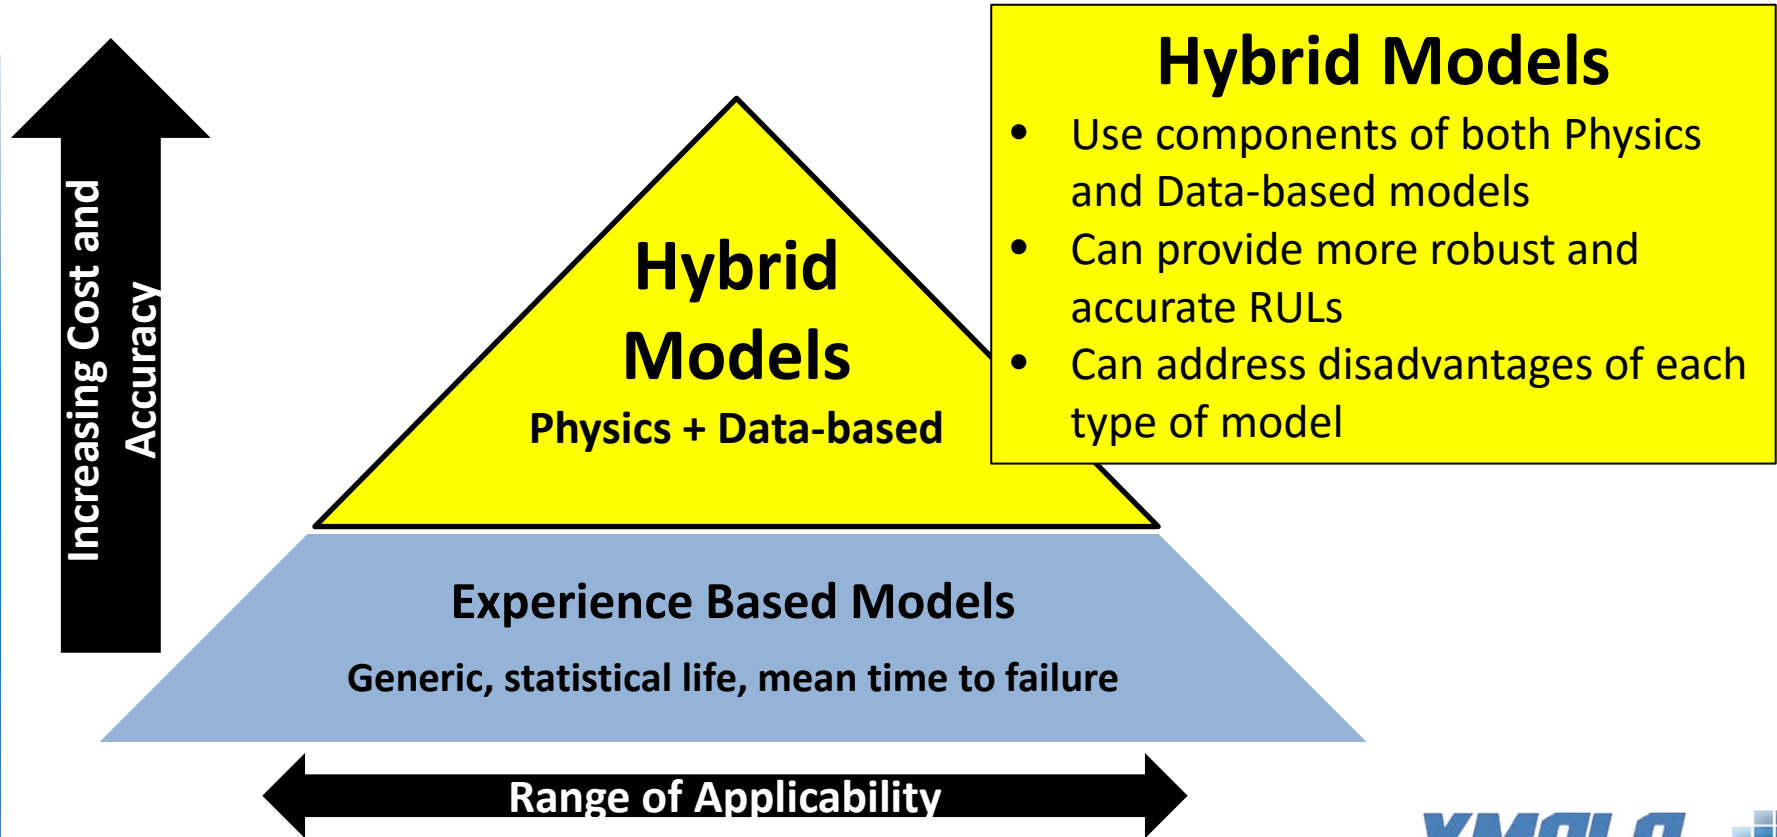 Increasing Cost and
Accuracy
Hybrid
Models
Physics + Data-based
Experience Based Models
Generic, statistical life, mean time to failure
Range of Applicability
Hybrid Models
• Use components of both Physics
and Data-based models
• Can provide more robust and
accurate RULs
• Can address disadvantages of each
type of model